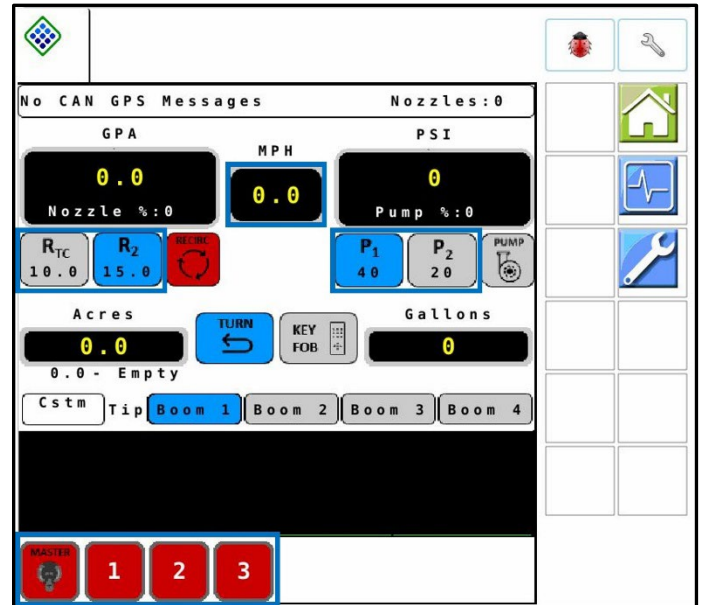 No CAN GPS Messages Nozzles:0
GPA MPH PSI
0.0 0.0 0
Nozzle %:0 Pump %:0
RTC R2 RECIRC P1 P2 PUMP
10.0 15.0 40 20
Acres TURN KEY FOB Gallons
0.0 0
0.0- Empty
Cstm Tip Boom 1 Boom 2 Boom 3 Boom 4
MASTER 1 2 3